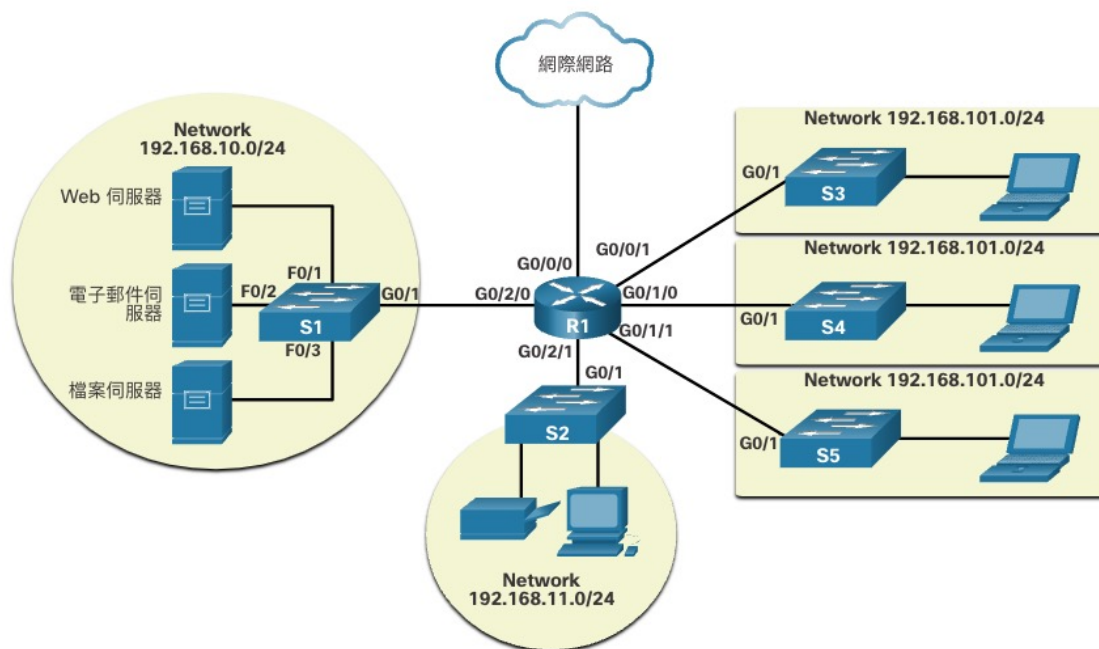 網際網路
Network
192.168.10.0/24
Web 伺服器
電子郵件伺
服器
檔案伺服器
F0/1
F0/2
F0/3
S1
G0/1
G0/2/0
G0/0/0
G0/0/1
G0/1/0
G0/1/1
G0/2/1
R1
G0/1
S2
Network
192.168.11.0/24
Network 192.168.101.0/24
G0/1
S3
Network 192.168.101.0/24
G0/1
S4
Network 192.168.101.0/24
G0/1
S5